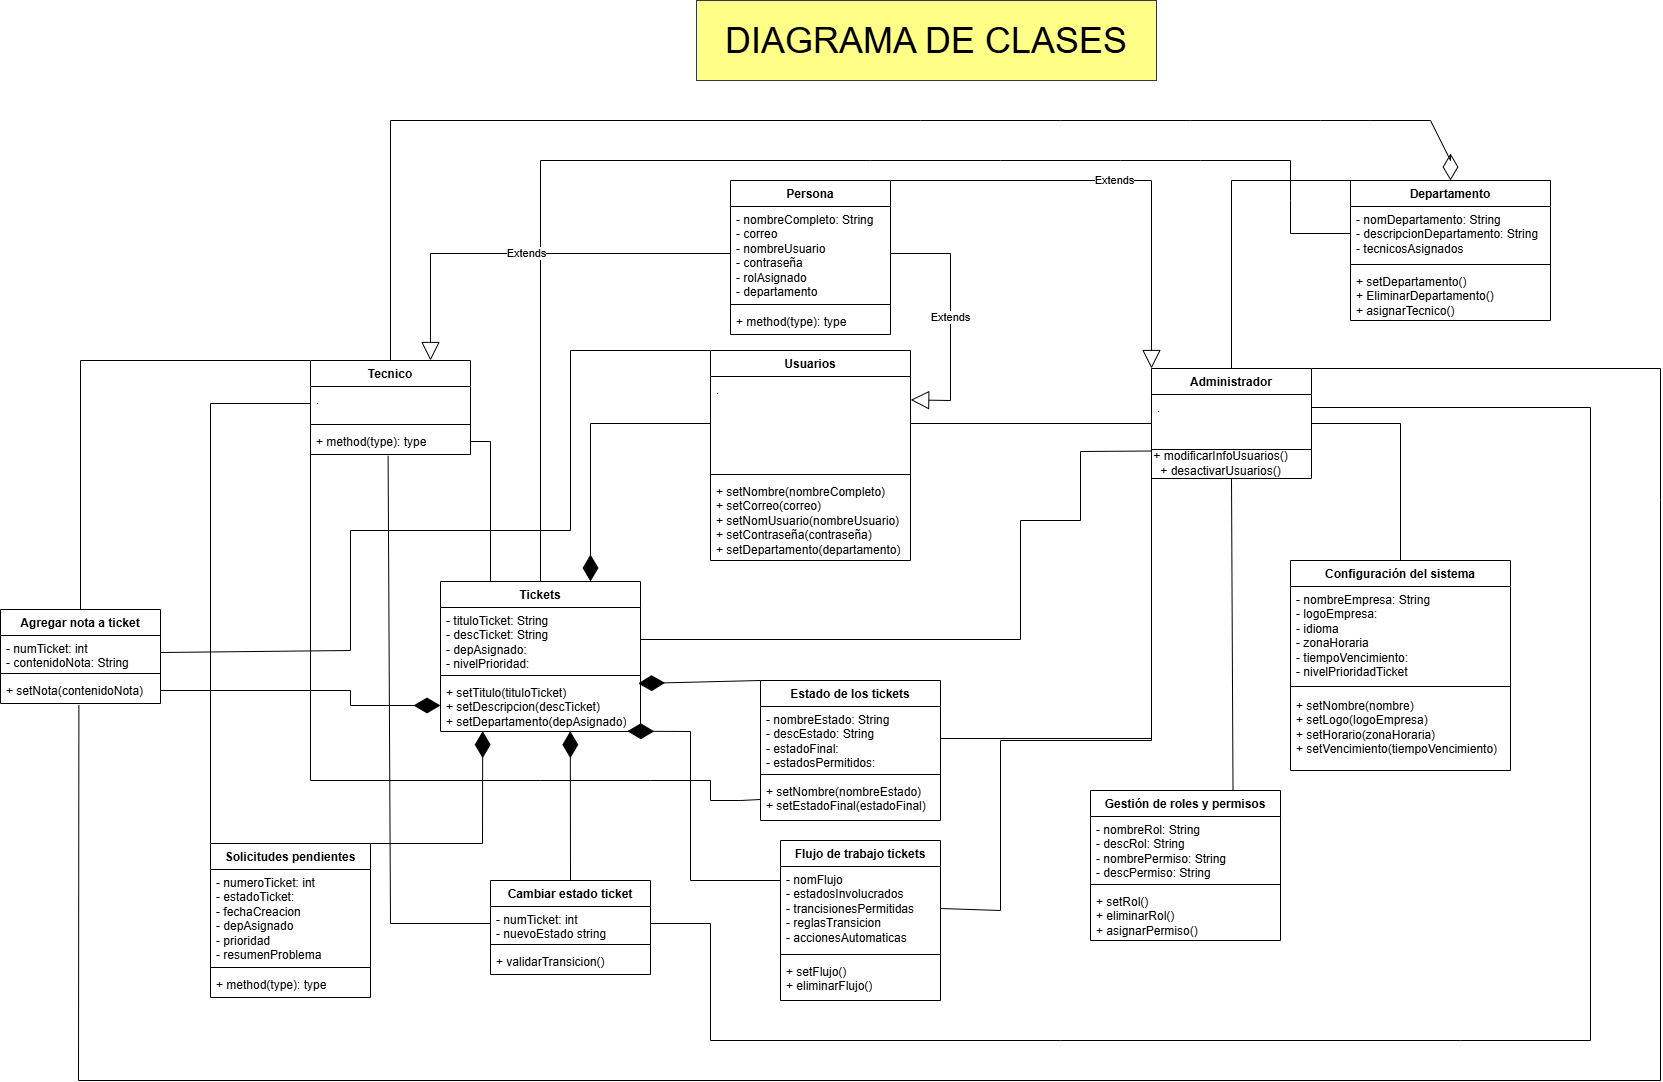 DIAGRAMA DE CLASES
Extends
Persona
- nombreCompleto: String
- correo
- nombreUsuario
- contraseña
- rolAsignado
- departamento
+ method(type): type
Departamento
- nomDepartamento: String
- descripcionDepartamento: String
- tecnicosAsignados
+ setDepartamento()
+ EliminarDepartamento()
+ asignarTecnico()
Extends
Extends
Tecnico
.
+ method(type): type
Usuarios
.
+ setNombre(nombreCompleto)
+ setCorreo(correo)
+ setNomUsuario(nombreUsuario)
+ setContraseña(contraseña)
+ setDepartamento(departamento)
Administrador
.
+ modificarInfoUsuarios()
+ desactivarUsuarios()
Configuración del sistema
- nombreEmpresa: String
- logoEmpresa:
- idioma
- zonaHoraria
- tiempoVencimiento:
- nivelPrioridadTicket
+ setNombre(nombre)
+ setLogo(logoEmpresa)
+ setHorario(zonaHoraria)
+ setVencimiento(tiempoVencimiento)
Agregar nota a ticket
- numTicket: int
- contenidoNota: String
+ setNota(contenidoNota)
Tickets
- tituloTicket: String
- descTicket: String
- depAsignado:
- nivelPrioridad:
+ setTitulo(tituloTicket)
+ setDescripcion(descTicket)
+ setDepartamento(depAsignado)
Estado de los tickets
- nombreEstado: String
- descEstado: String
- estadoFinal:
- estadosPermitidos:
+ setNombre(nombreEstado)
+ setEstadoFinal(estadoFinal)
Gestión de roles y permisos
- nombreRol: String
- descRol: String
- nombrePermiso: String
- descPermiso: String
+ setRol()
+ eliminarRol()
+ asignarPermiso()
Solicitudes pendientes
- numeroTicket: int
- estadoTicket:
- fechaCreacion
- depAsignado
- prioridad
- resumenProblema
+ method(type): type
Cambiar estado ticket
- numTicket: int
- nuevoEstado string
+ validarTransicion()
Flujo de trabajo tickets
- nomFlujo
- estadosInvolucrados
- trancisionesPermitidas
- reglasTransicion
- accionesAutomaticas
+ setFlujo()
+ eliminarFlujo()